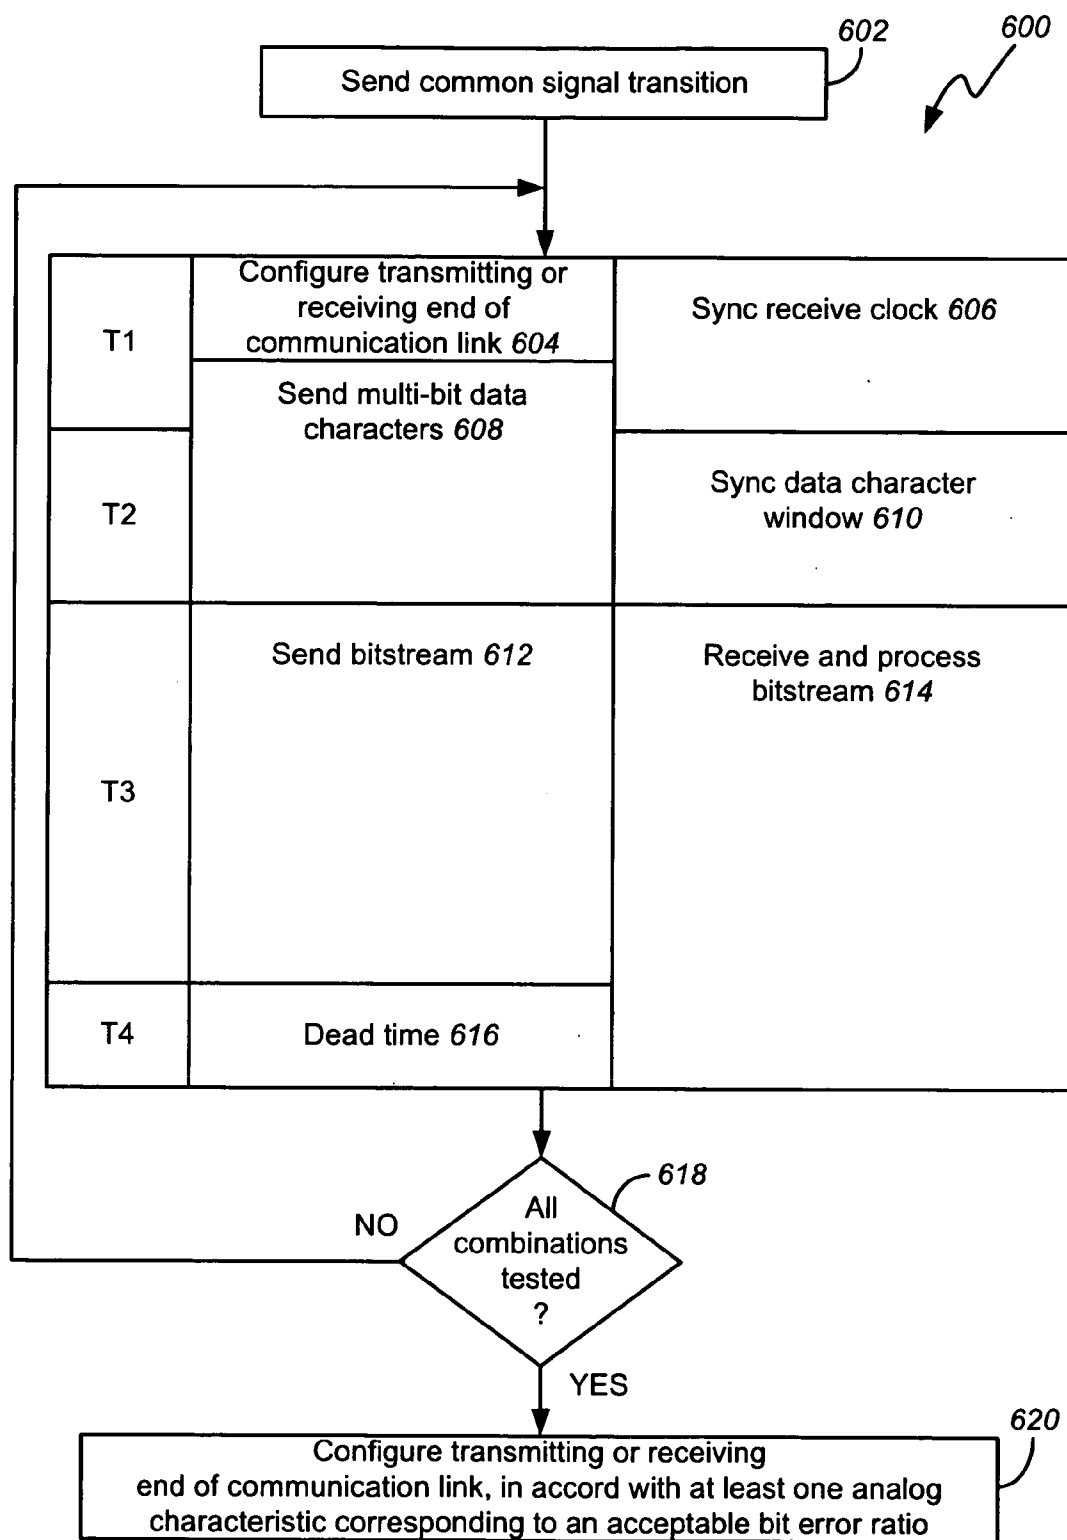 602
600
Send common signal transition
T1
Configure transmitting or
receiving end of
communication link 604
Sync receive clock 606
Send multi-bit data
characters 608
T2
Sync data character
window 610
T3
Send bitstream 612
Receive and process
bitstream 614
T4
Dead time 616
618
All
combinations
tested
?
NO
YES
620
Configure transmitting or receiving
end of communication link, in accord with at least one analog
characteristic corresponding to an acceptable bit error ratio